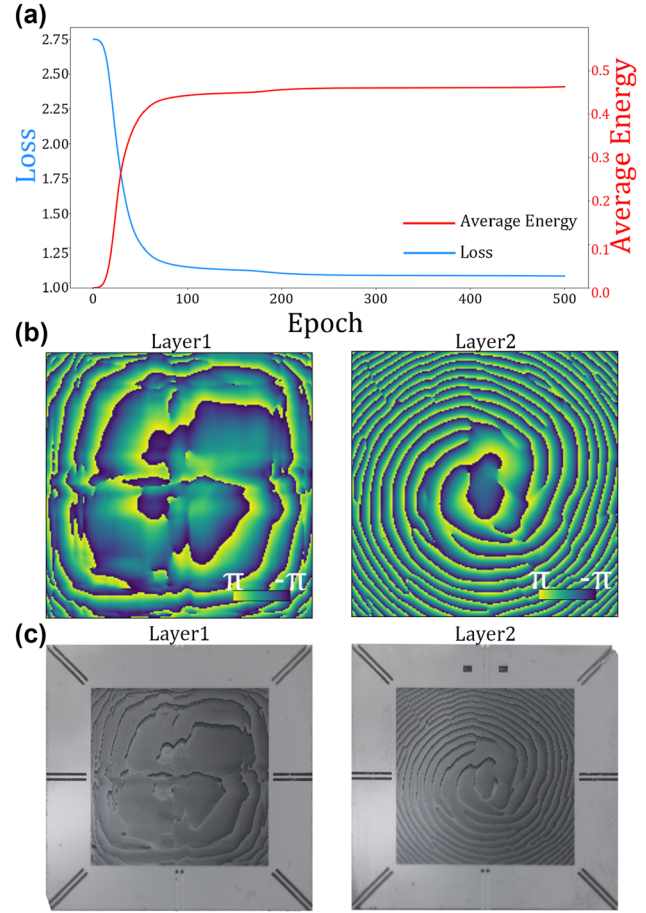 (a)
2.75
2.50
2.25
2.00
1.75
1.50
1.25
1.00
Loss
0.5
0.4
0.3
0.2
0.1
0.0
Average Energy
Average Energy
Loss
0 100 200 300 400 500
Epoch
(b)
Layer1 Layer2
π -π π -π
(c)
Layer1 Layer2